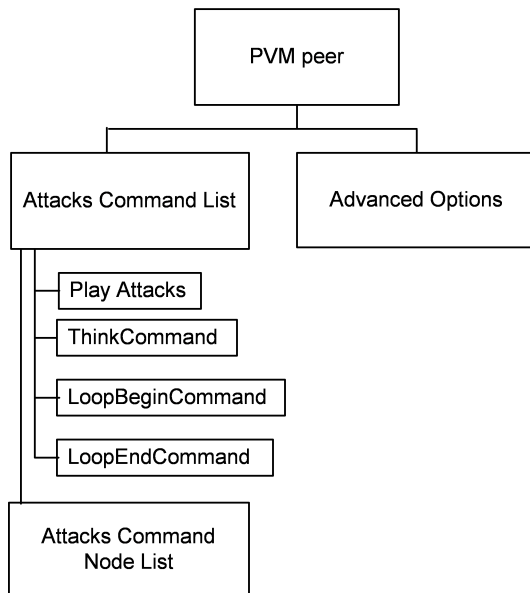 PVM peer
Attacks Command List
Advanced Options
Play Attacks
ThinkCommand
LoopBeginCommand
LoopEndCommand
Attacks Command
Node List